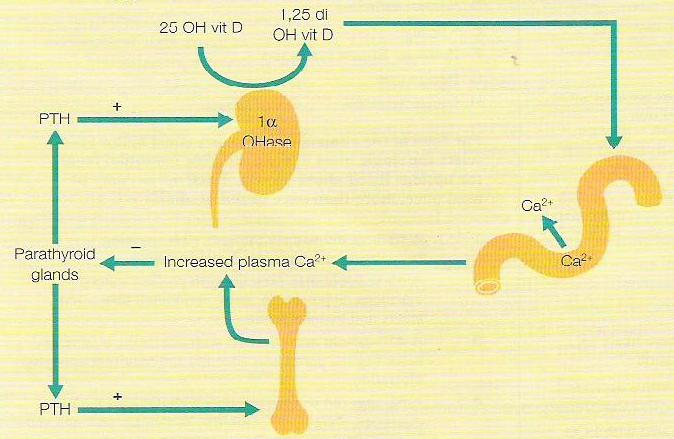 25 OH vit D
1,25 di
OH vit D
PTH
+
1α
OHase
Ca²⁺
Ca²⁺
Parathyroid
glands
–
Increased plasma Ca²⁺
PTH
+